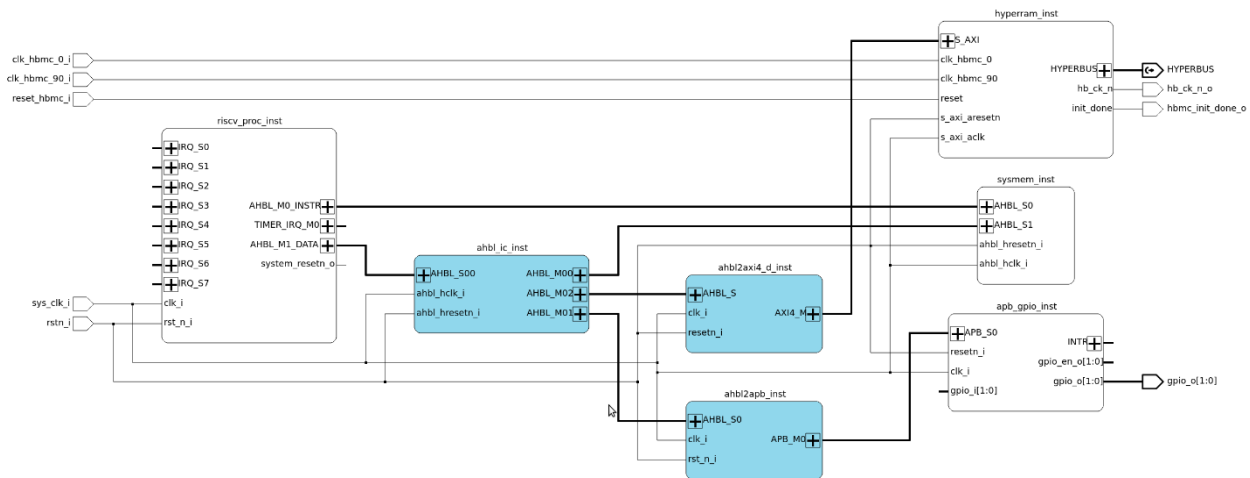 hyperram_inst
S_AXI
clk_hbmc_0_i
clk_hbmc_0
HYPERBUS
HYPERBUS
clk_hbmc_90_i
clk_hbmc_90
hb_ck_n
hb_ck_n_o
reset_hbmc_i
reset
init_done
hbmc_init_done_o
s_axi_aresetn
s_axi_aclk
riscv_proc_inst
IRQ_S0
IRQ_S1
IRQ_S2
IRQ_S3
IRQ_S4
IRQ_S5
IRQ_S6
IRQ_S7
AHBL_M0_INSTR
TIMER_IRQ_M0
AHBL_M1_DATA
system_resetn_o
sys_clk_i
clk_i
rstn_i
rst_n_i
sysmem_inst
AHBL_S0
AHBL_S1
ahbl_hresetn_i
ahbl_hclk_i
ahbl_ic_inst
AHBL_S00
AHBL_M00
ahbl_hclk_i
AHBL_M02
ahbl_hresetn_i
AHBL_M01
ahbl2axi4_d_inst
AHBL_S
clk_i
AXI4_M
resetn_i
apb_gpio_inst
APB_S0
INTR
resetn_i
gpio_en_o[1:0]
clk_i
gpio_o[1:0]
gpio_o[1:0]
gpio_i[1:0]
ahbl2apb_inst
AHBL_S0
clk_i
APB_M0
rst_n_i